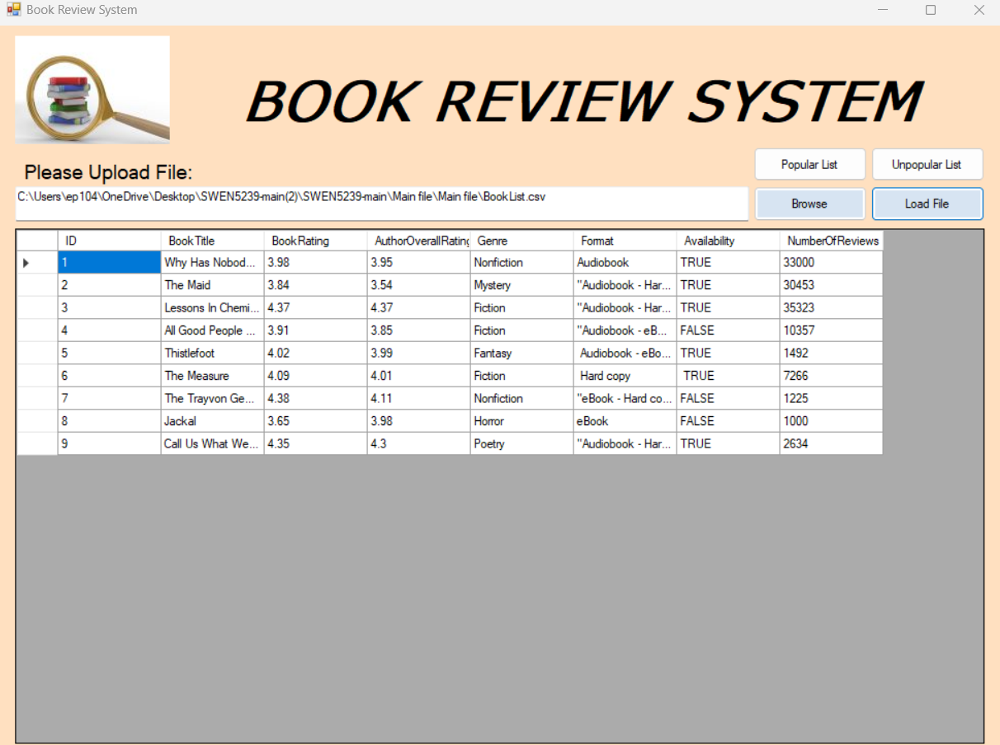 Book Review System
BOOK REVIEW SYSTEM
Popular List Unpopular List
Please Upload File:
C:\Users\ep104\OneDrive\Desktop\SWEN5239-main(2)\SWEN5239-main\Main file\Main file\BookList.csv
Browse Load File
ID BookTitle BookRating AuthorOverallRating Genre Format Availability NumberOfReviews
1 Why Has Nobod... 3.98 3.95 Nonfiction Audiobook TRUE 33000
2 The Maid 3.84 3.54 Mystery "Audiobook - Har... TRUE 30453
3 Lessons In Chemi... 4.37 4.37 Fiction "Audiobook - Har... TRUE 35323
4 All Good People ... 3.91 3.85 Fiction "Audiobook - eB... FALSE 10357
5 Thistlefoot 4.02 3.99 Fantasy Audiobook - eBo... TRUE 1492
6 The Measure 4.09 4.01 Fiction Hard copy TRUE 7266
7 The Trayvon Ge... 4.38 4.11 Nonfiction "eBook - Hard co... FALSE 1225
8 Jackal 3.65 3.98 Horror eBook FALSE 1000
9 Call Us What We... 4.35 4.3 Poetry "Audiobook - Har... TRUE 2634